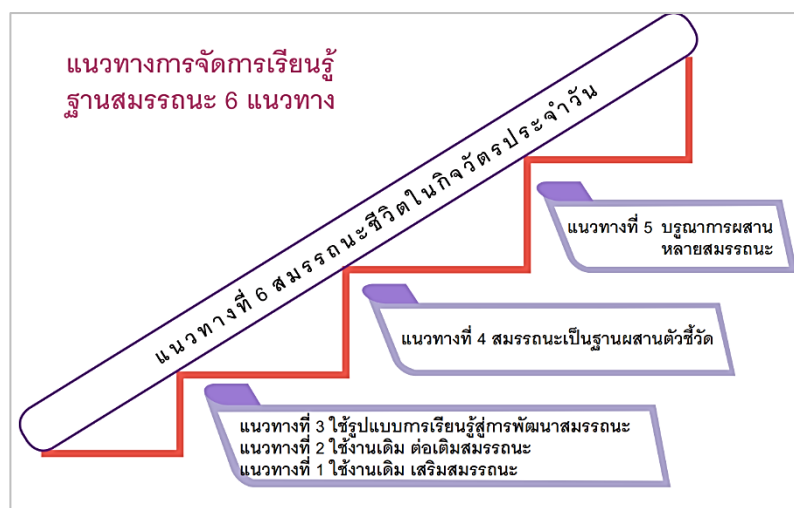 แนวทางการจัดการเรียนรู้
ฐานสมรรถนะ 6 แนวทาง
แนวทางที่ 6 สมรรถนะชีวิตในกิจวัตรประจำวัน
แนวทางที่ 5 บรูณาการผสาน
หลายสมรรถนะ
แนวทางที่ 4 สมรรถนะเป็นฐานผสานตัวชี้วัด
แนวทางที่ 3 ใช้รูปแบบการเรียนรู้สู่การพัฒนาสมรรถนะ
แนวทางที่ 2 ใช้งานเดิม ต่อเติมสมรรถนะ
แนวทางที่ 1 ใช้งานเดิม เสริมสมรรถนะ